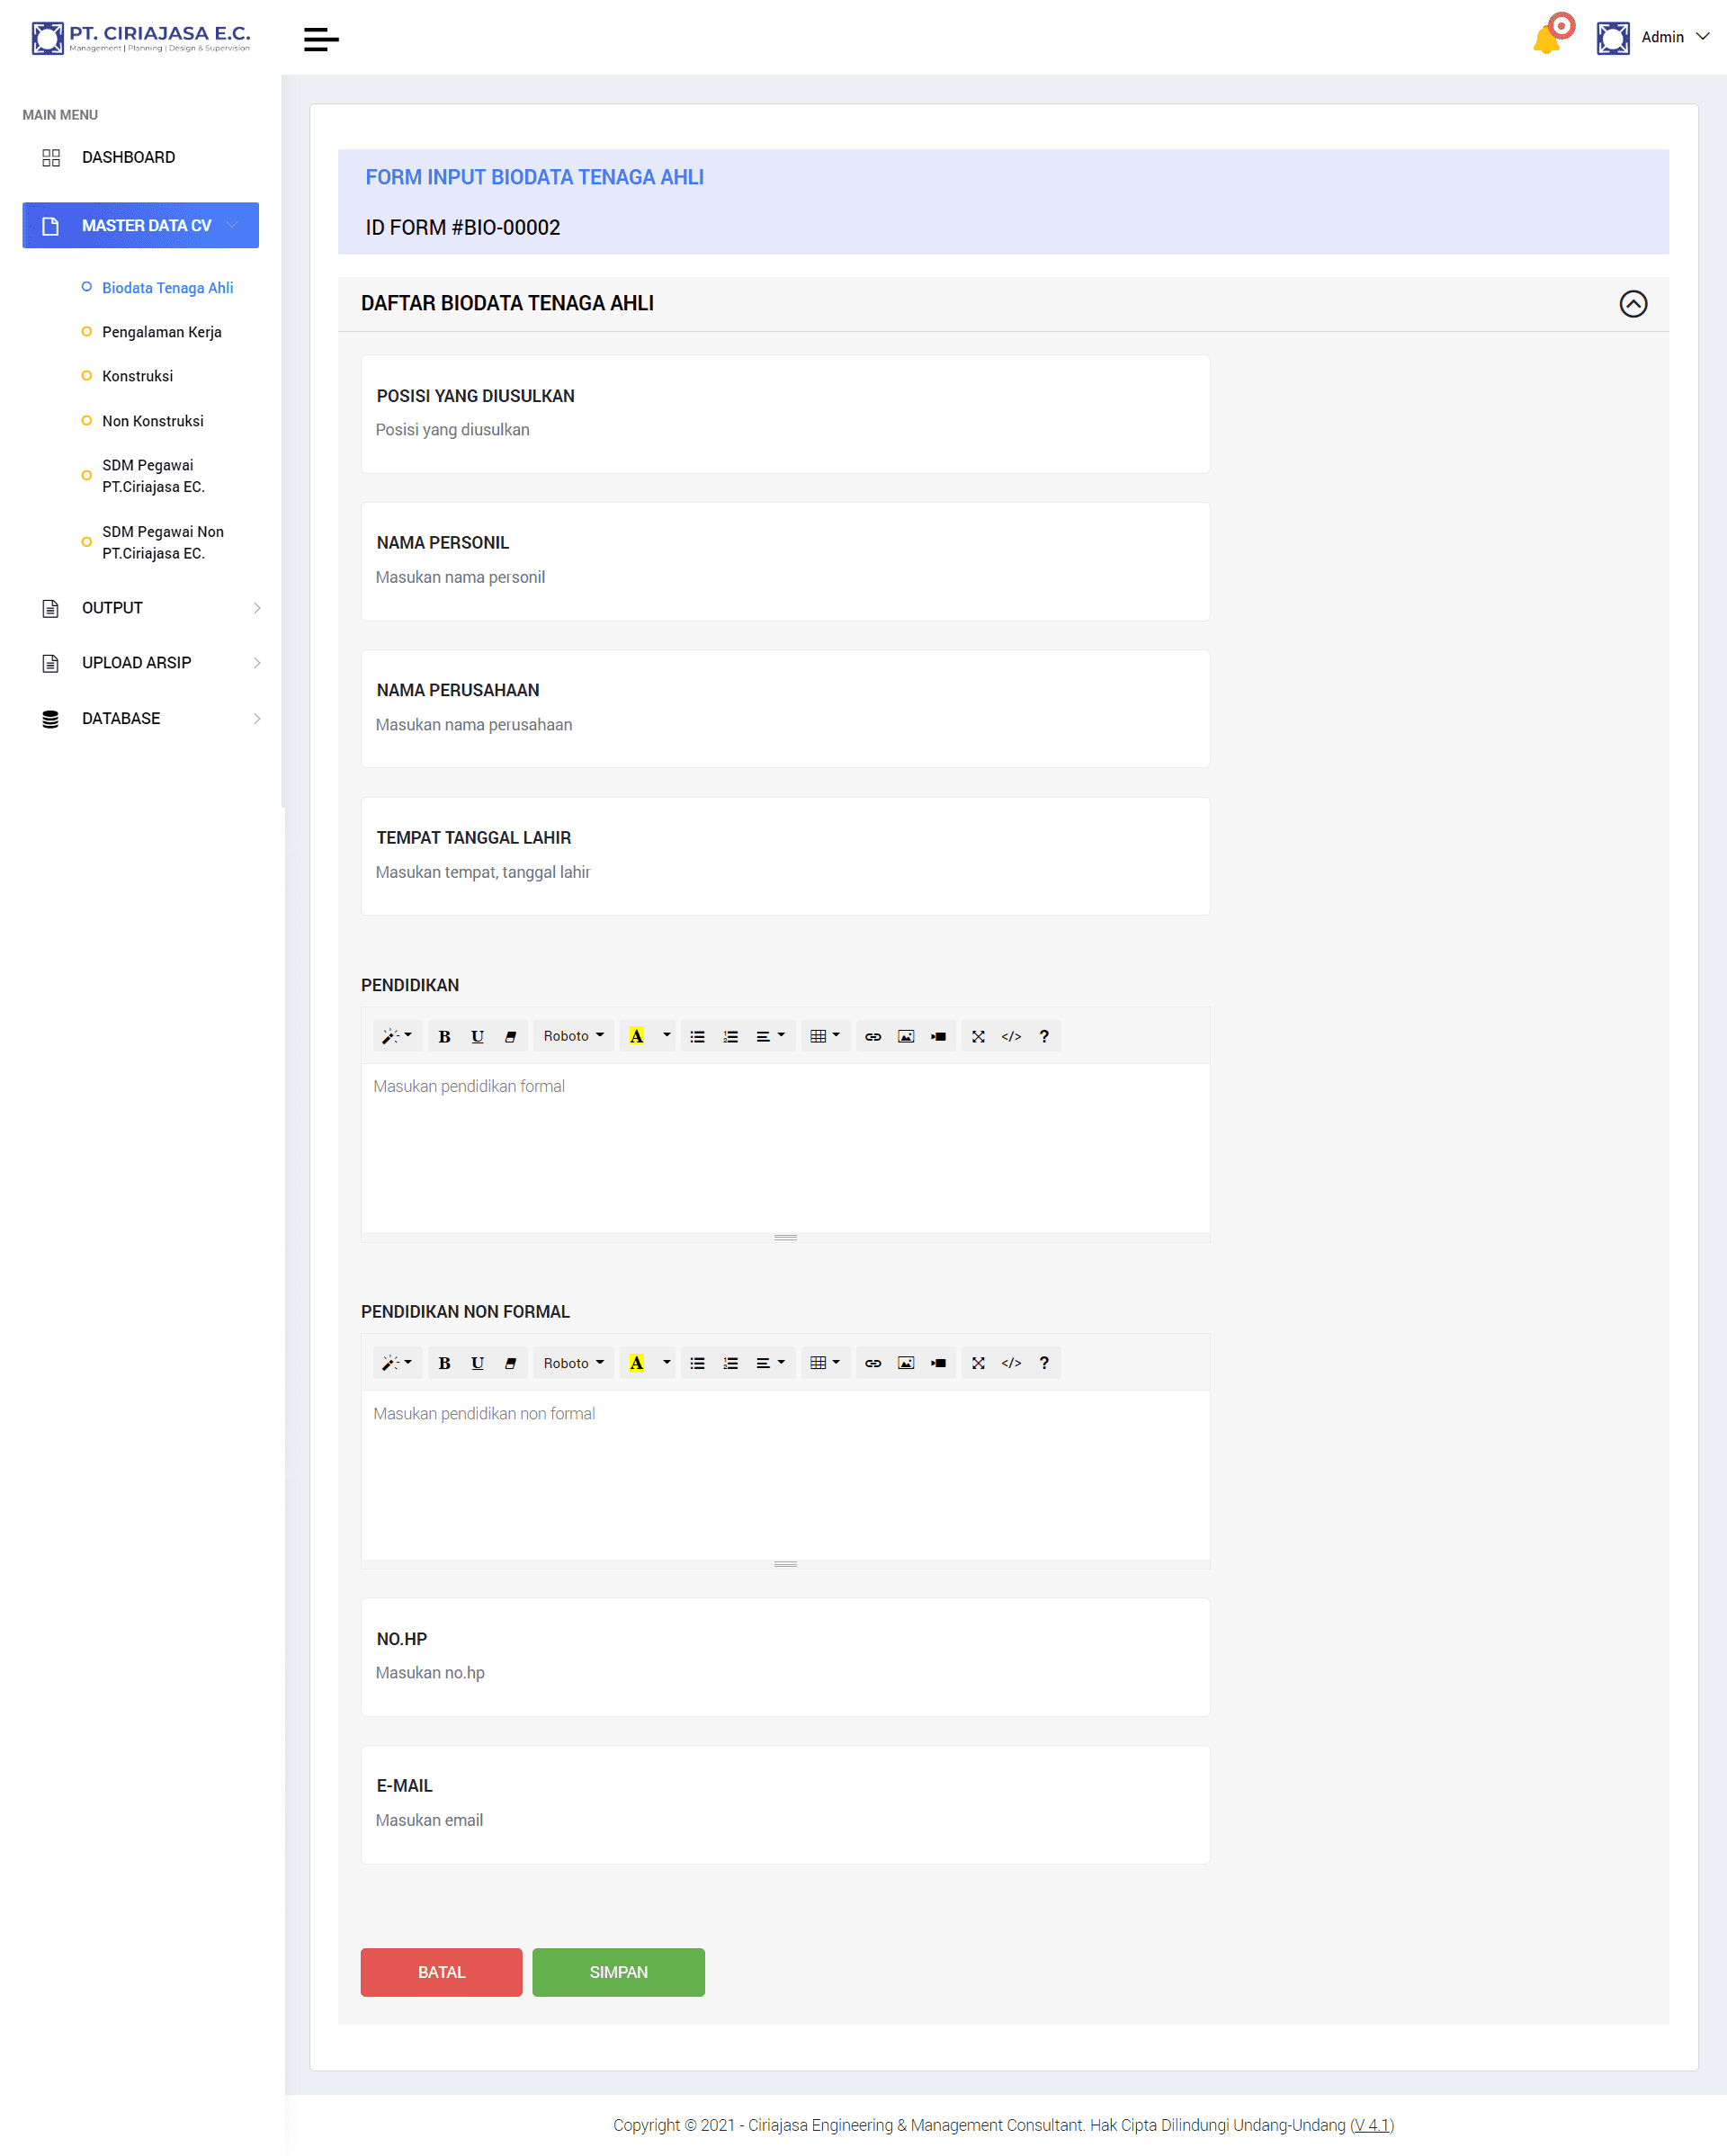 PT. CIRIAJASA E.C.
Management | Planning | Design & Supervision
Admin
MAIN MENU
DASHBOARD
MASTER DATA CV
Biodata Tenaga Ahli
Pengalaman Kerja
Konstruksi
Non Konstruksi
SDM Pegawai
PT.Ciriajasa EC.
SDM Pegawai Non
PT.Ciriajasa EC.
OUTPUT
UPLOAD ARSIP
DATABASE
FORM INPUT BIODATA TENAGA AHLI
ID FORM #BIO-00002
DAFTAR BIODATA TENAGA AHLI
POSISI YANG DIUSULKAN
Posisi yang diusulkan
NAMA PERSONIL
Masukan nama personil
NAMA PERUSAHAAN
Masukan nama perusahaan
TEMPAT TANGGAL LAHIR
Masukan tempat, tanggal lahir
PENDIDIKAN
B U Roboto A </> ?
Masukan pendidikan formal
PENDIDIKAN NON FORMAL
B U Roboto A </> ?
Masukan pendidikan non formal
NO.HP
Masukan no.hp
E-MAIL
Masukan email
BATAL SIMPAN
Copyright © 2021 - Ciriajasa Engineering & Management Consultant. Hak Cipta Dilindungi Undang-Undang (V 4.1)